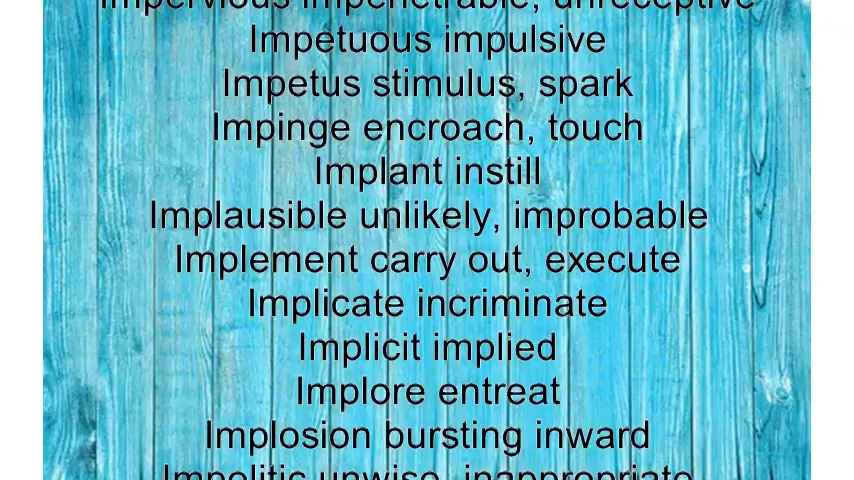 Impervious impenetrable, unreceptive
Impetuous impulsive
Impetus stimulus, spark
Impinge encroach, touch
Implant instill
Implausible unlikely, improbable
Implement carry out, execute
Implicate incriminate
Implicit implied
Implore entreat
Implosion bursting inward
Impolitic unwise, inappropriate